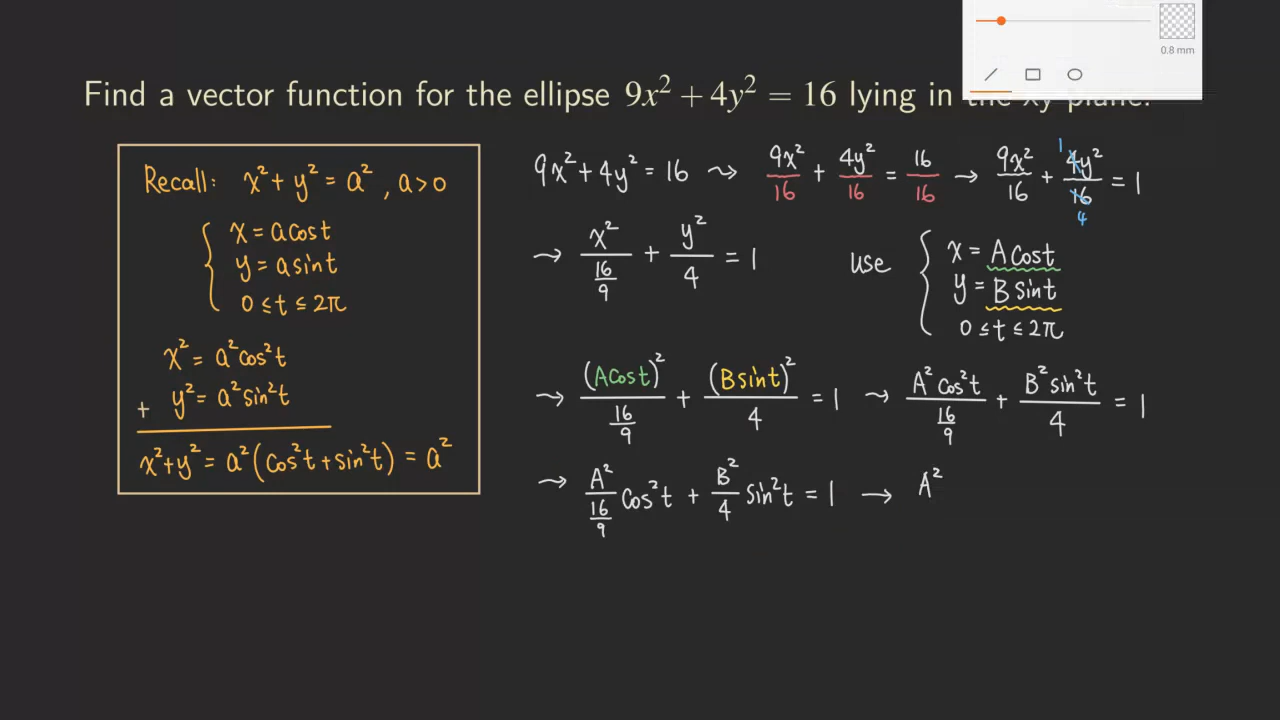 0.8 mm
Find a vector function for the ellipse 9x² + 4y² = 16 lying in the xy plane.
Recall: x² + y² = a² , a > 0
x = a cos t
y = a sin t
0 ≤ t ≤ 2π
x² = a² cos² t
+ y² = a² sin² t
x² + y² = a² (cos² t + sin² t) = a²
9x² + 4y² = 16 ⇝ 9x²/16 + 4y²/16 = 16/16 → 9x²/16 + 4y²/16 = 1
1
4
→ x²/(16/9) + y²/4 = 1
use
x = A cos t
y = B sin t
0 ≤ t ≤ 2π
→ (A cos t)²/(16/9) + (B sin t)²/4 = 1 → A² cos² t/(16/9) + B² sin² t/4 = 1
→ A²/(16/9) cos² t + B²/4 sin² t = 1 → A²